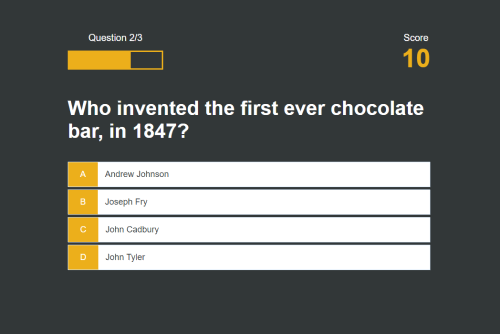 Question 2/3
Score
10
Who invented the first ever chocolate
bar, in 1847?
A Andrew Johnson
B Joseph Fry
C John Cadbury
D John Tyler